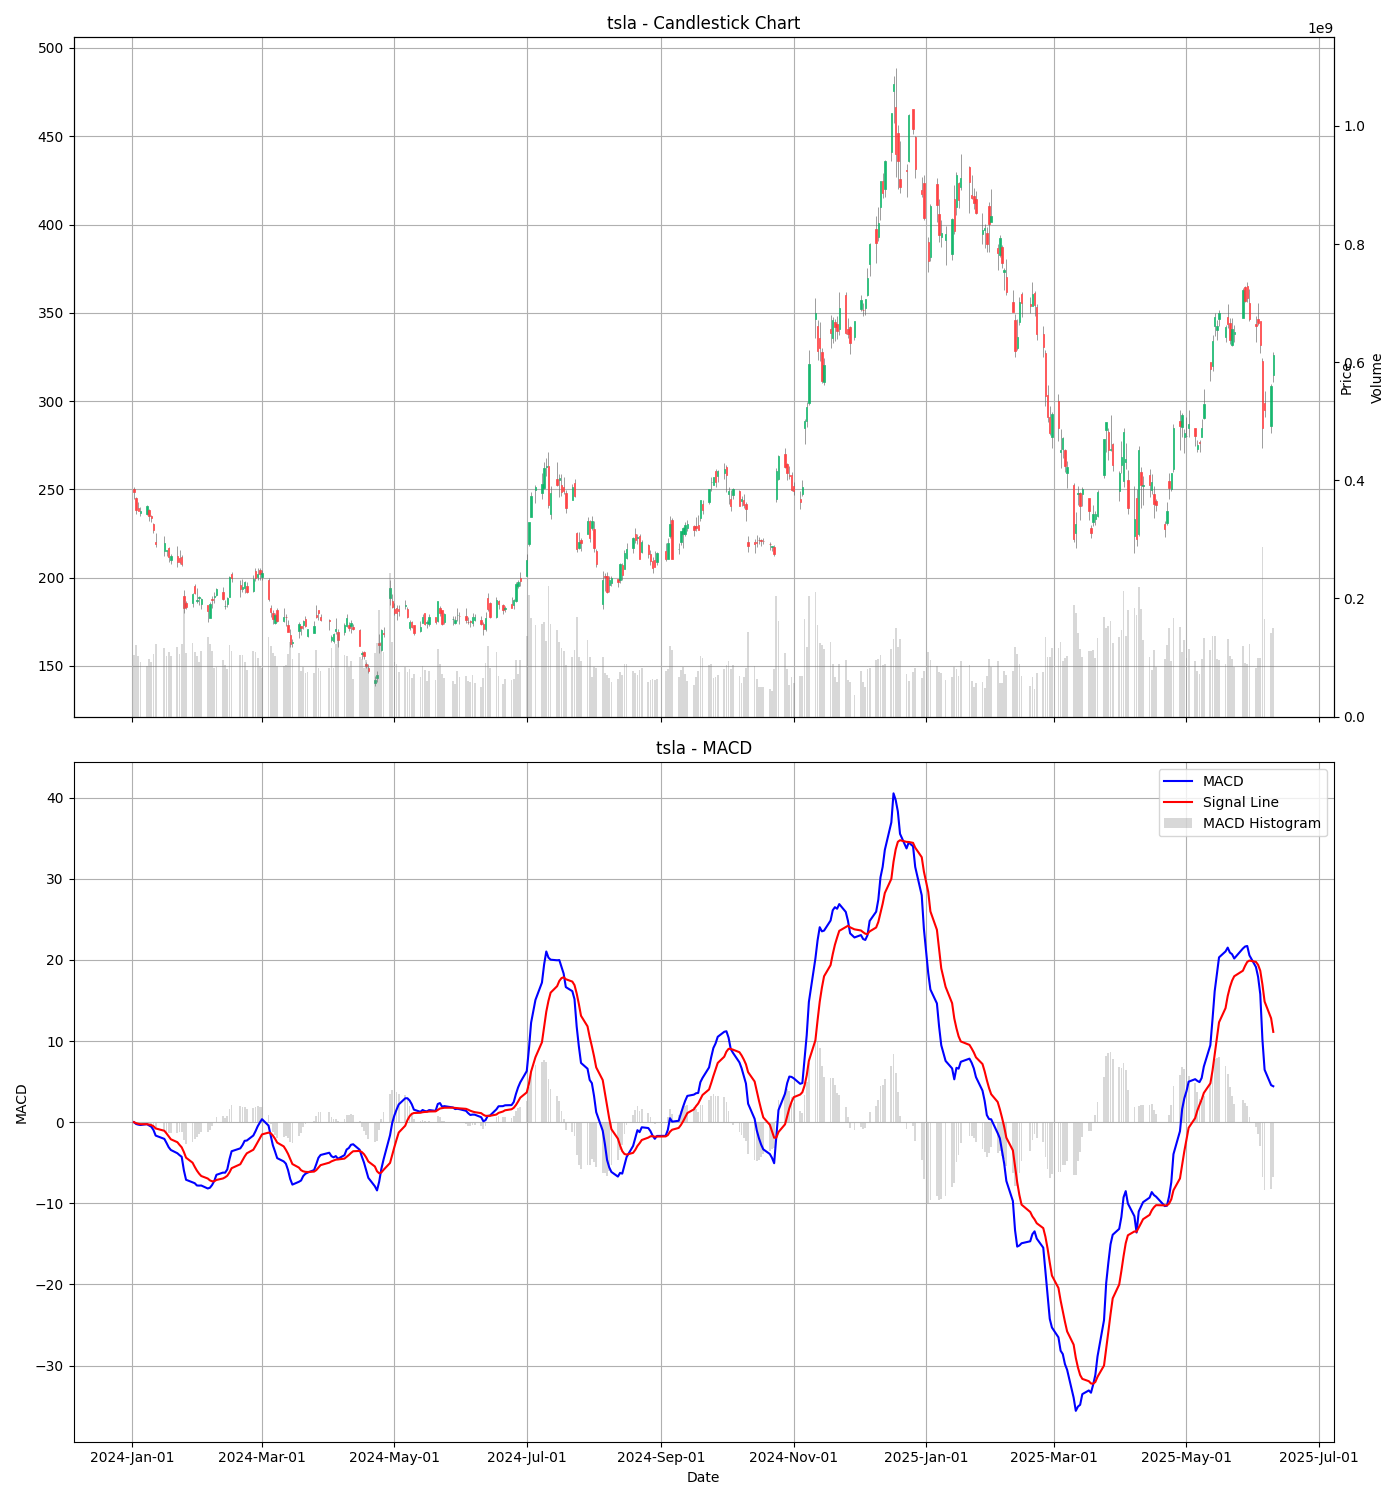 tsla - Candlestick Chart
1e9
500
450
400
350
300
250
200
150
1.0
0.8
0.6
0.4
0.2
0.0
Price
Volume
tsla - MACD
MACD
Signal Line
MACD Histogram
40
30
20
10
0
−10
−20
−30
MACD
2024-Jan-01
2024-Mar-01
2024-May-01
2024-Jul-01
2024-Sep-01
2024-Nov-01
2025-Jan-01
2025-Mar-01
2025-May-01
2025-Jul-01
Date